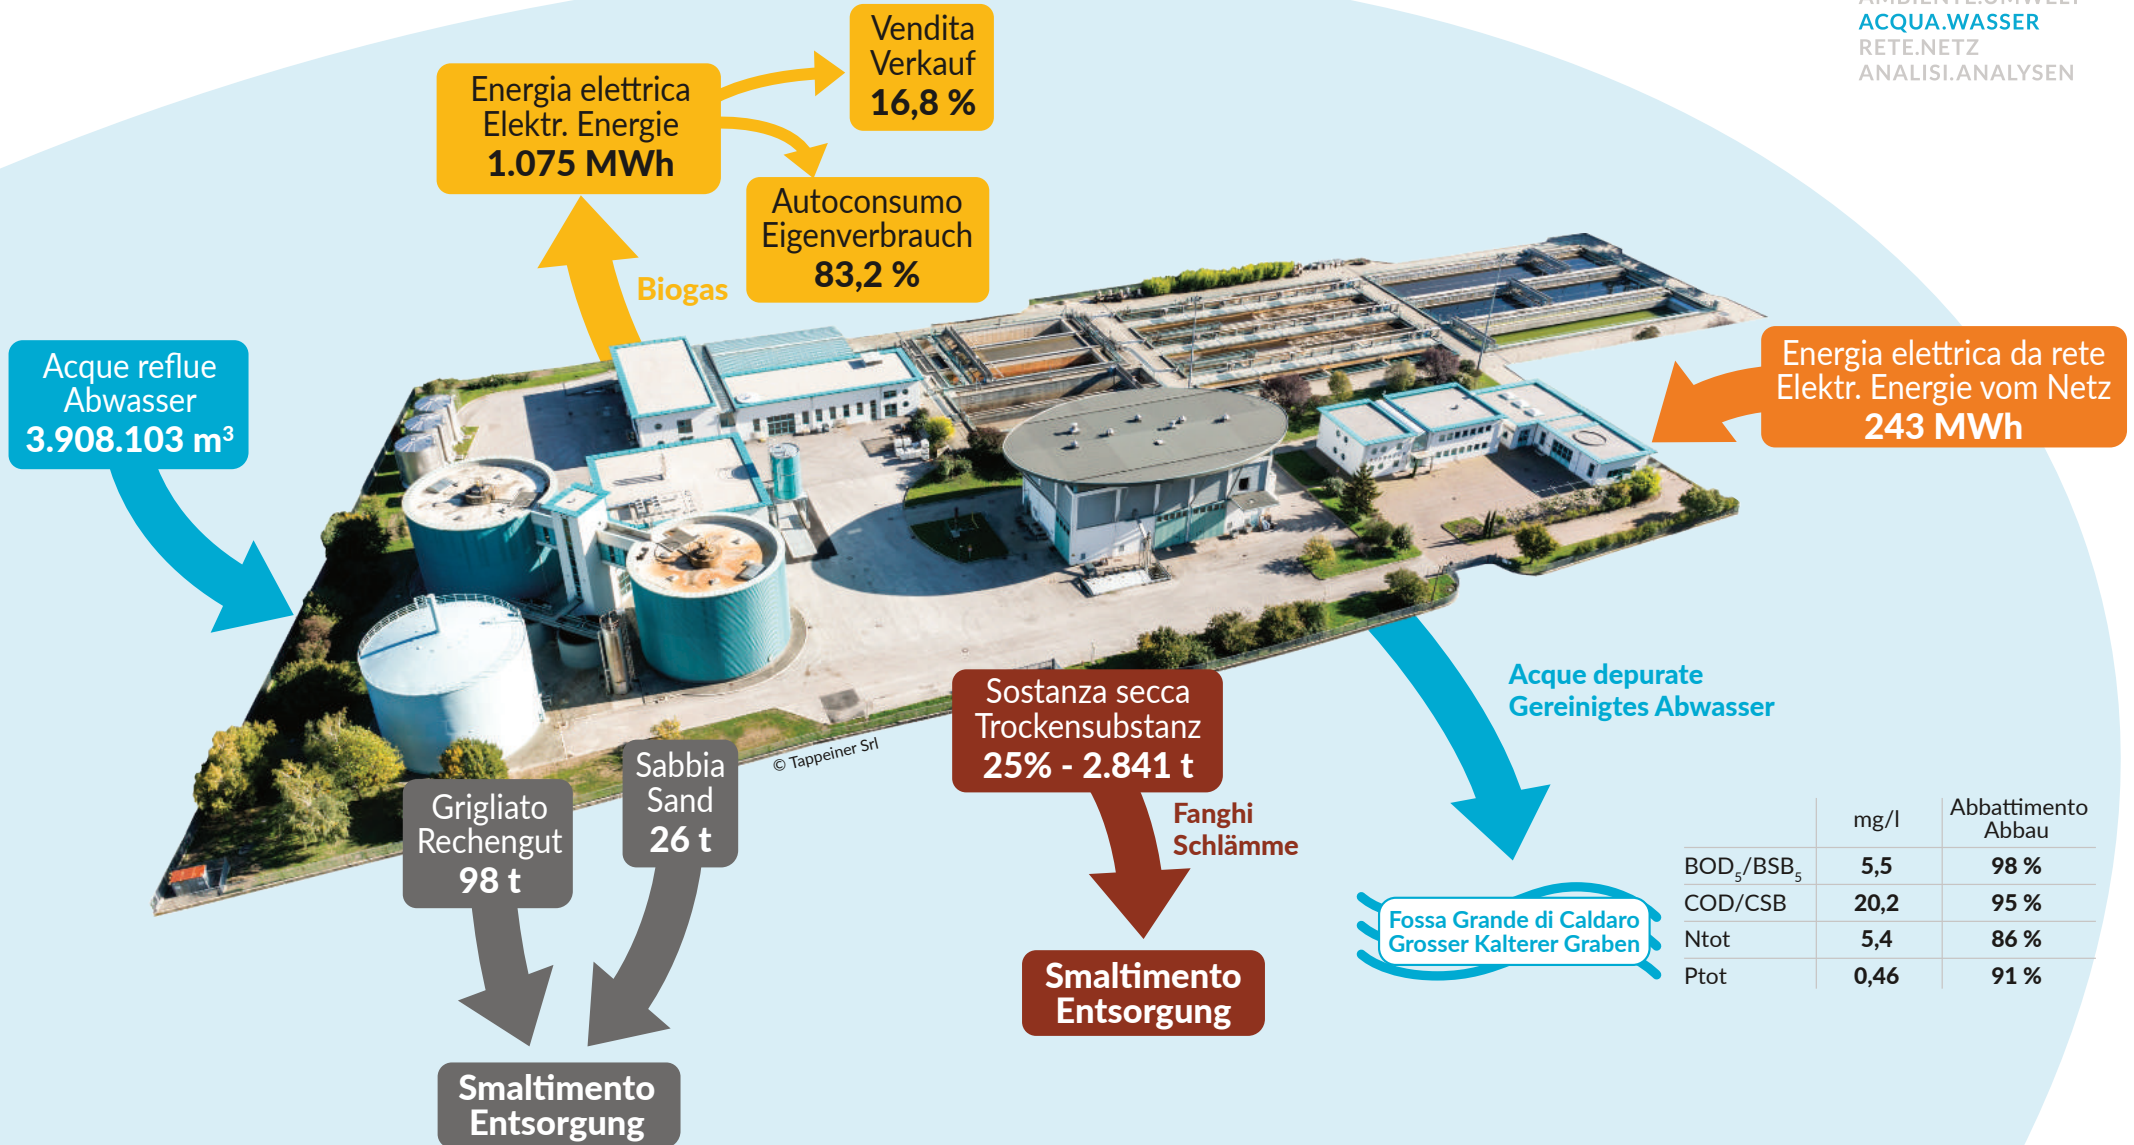 AMBIENTE.UMWELT
ACQUA.WASSER
RETE.NETZ
ANALISI.ANALYSEN
Vendita
Verkauf
16,8 %
Energia elettrica
Elektr. Energie
1.075 MWh
Autoconsumo
Eigenverbrauch
83,2 %
Biogas
Acque reflue
Abwasser
3.908.103 m³
Energia elettrica da rete
Elektr. Energie vom Netz
243 MWh
Acque depurate
Gereinigtes Abwasser
Sostanza secca
Trockensubstanz
25% - 2.841 t
© Tappeiner Srl
Sabbia
Sand
26 t
Grigliato
Rechengut
98 t
Fanghi
Schlämme
mg/l Abbattimento
Abbau
BOD₅/BSB₅ 5,5 98 %
COD/CSB 20,2 95 %
Ntot 5,4 86 %
Ptot 0,46 91 %
Fossa Grande di Caldaro
Grosser Kalterer Graben
Smaltimento
Entsorgung
Smaltimento
Entsorgung